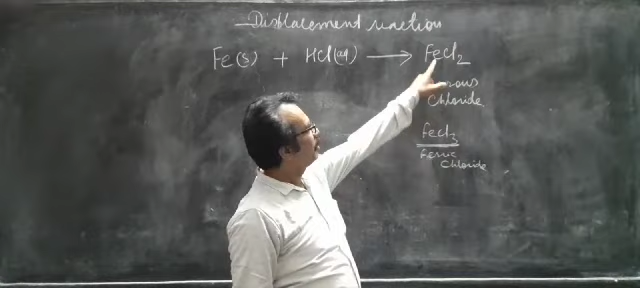 Displacement reaction
Fe(s) + HCl(aq) → FeCl2
Chloride
FeCl3
Ferric
Chloride